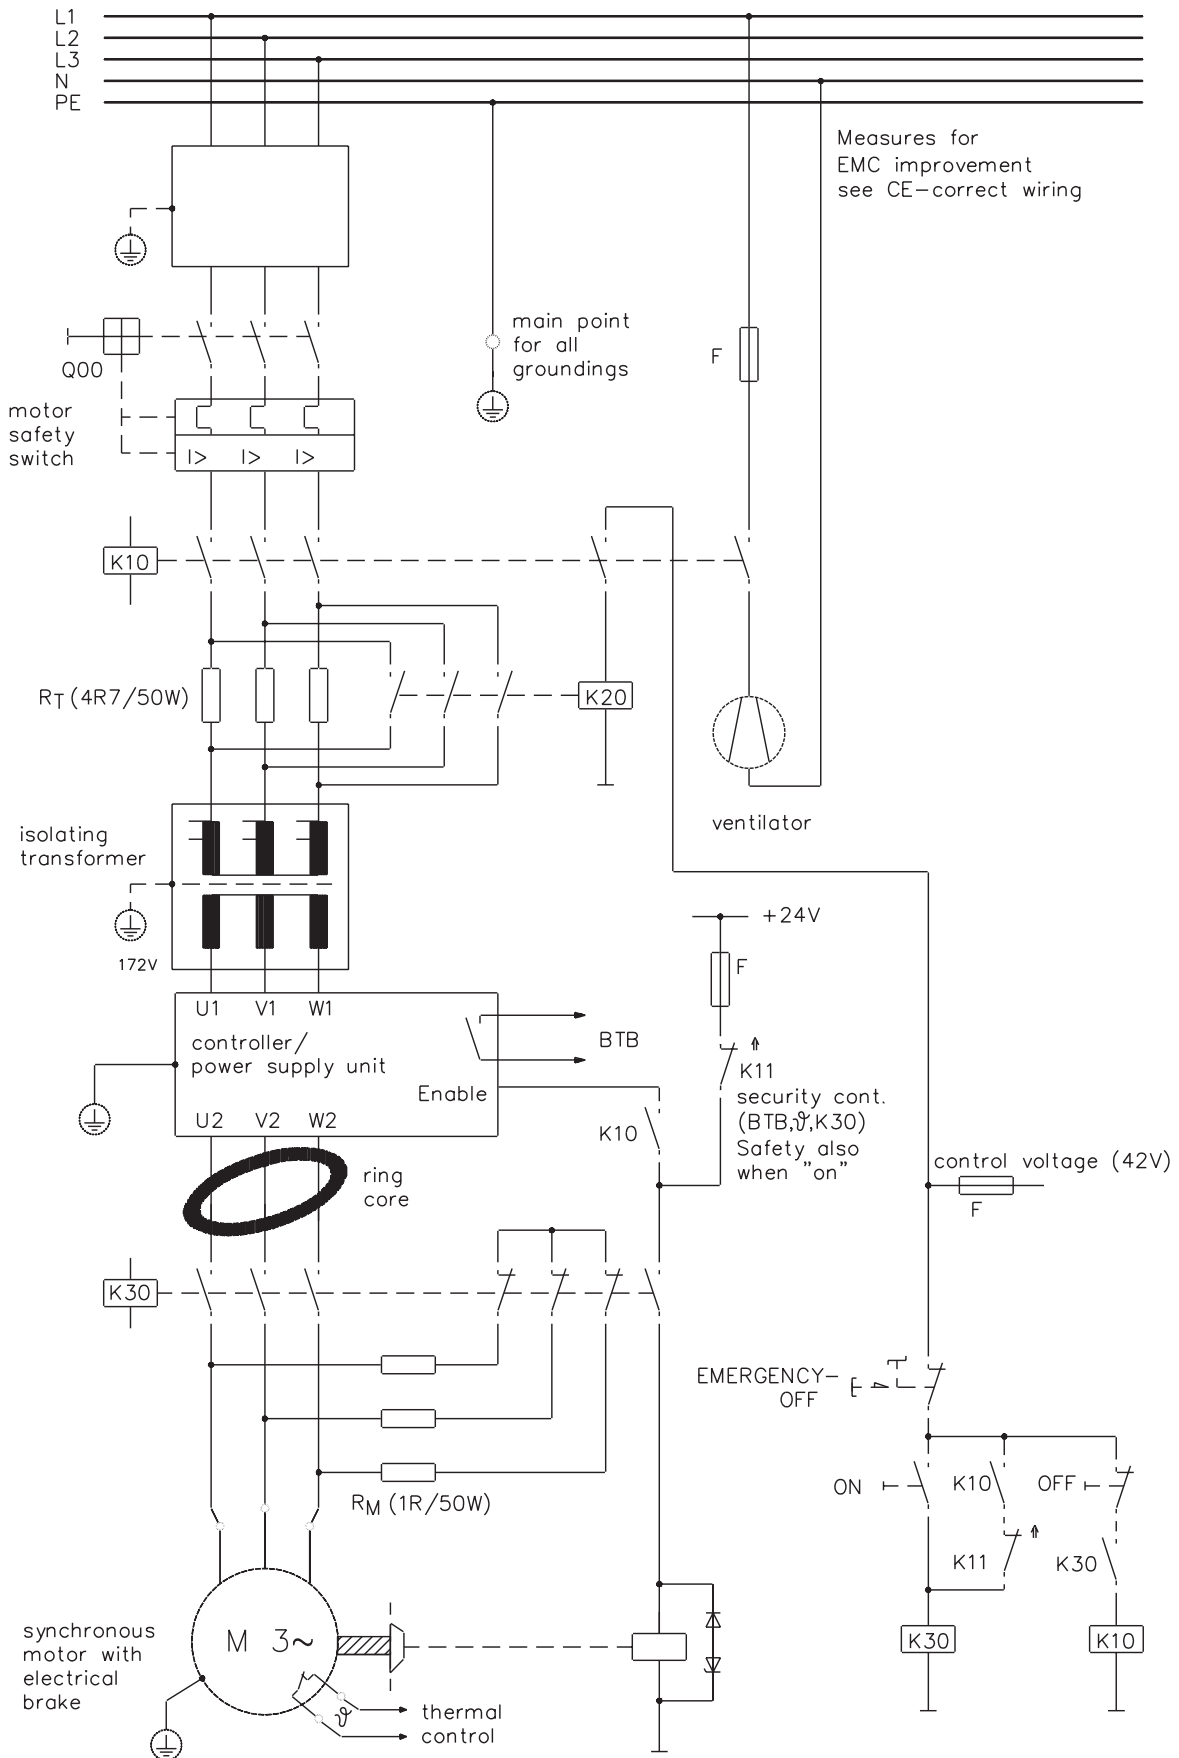 L1
L2
L3
N
PE
Measures for
EMC improvement
see CE-correct wiring
main point
for all
groundings
F
Q00
motor
safety
switch
I> I> I>
K10
RT (4R7/50W)
K20
ventilator
isolating
transformer
172V
+24V
F
U1 V1 W1
controller/
power supply unit
BTB
Enable
U2 V2 W2
K11
security cont.
(BTB,ϑ,K30)
Safety also
when "on"
K10
control voltage (42V)
F
ring
core
K30
RM (1R/50W)
EMERGENCY-
OFF
ON
K10
OFF
K11
K30
K30
K10
synchronous
motor with
electrical
brake
M 3~
ϑ
thermal
control